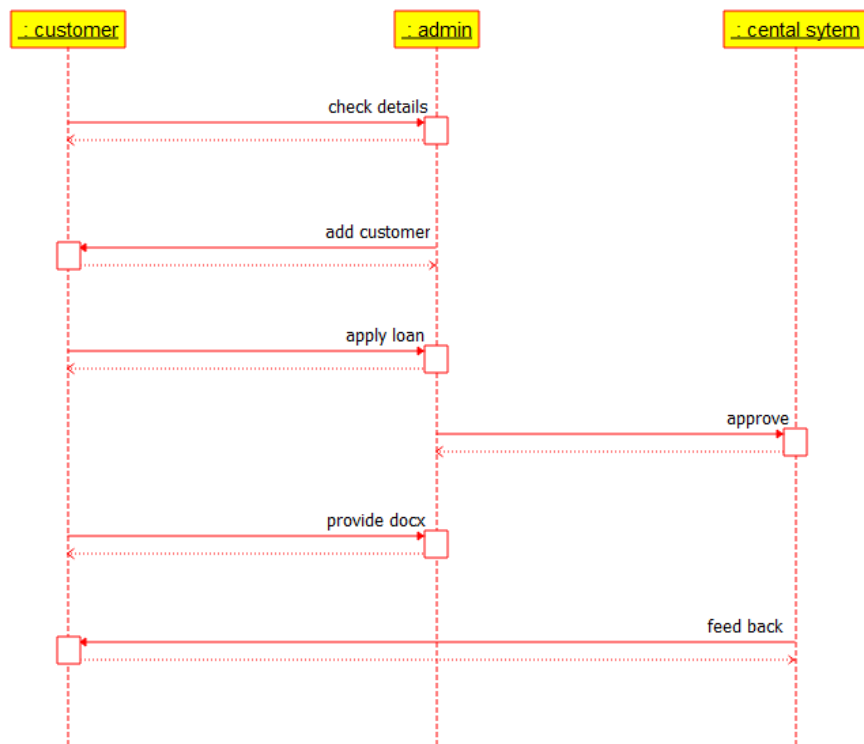 : customer
: admin
: cental sytem
check details
add customer
apply loan
approve
provide docx
feed back